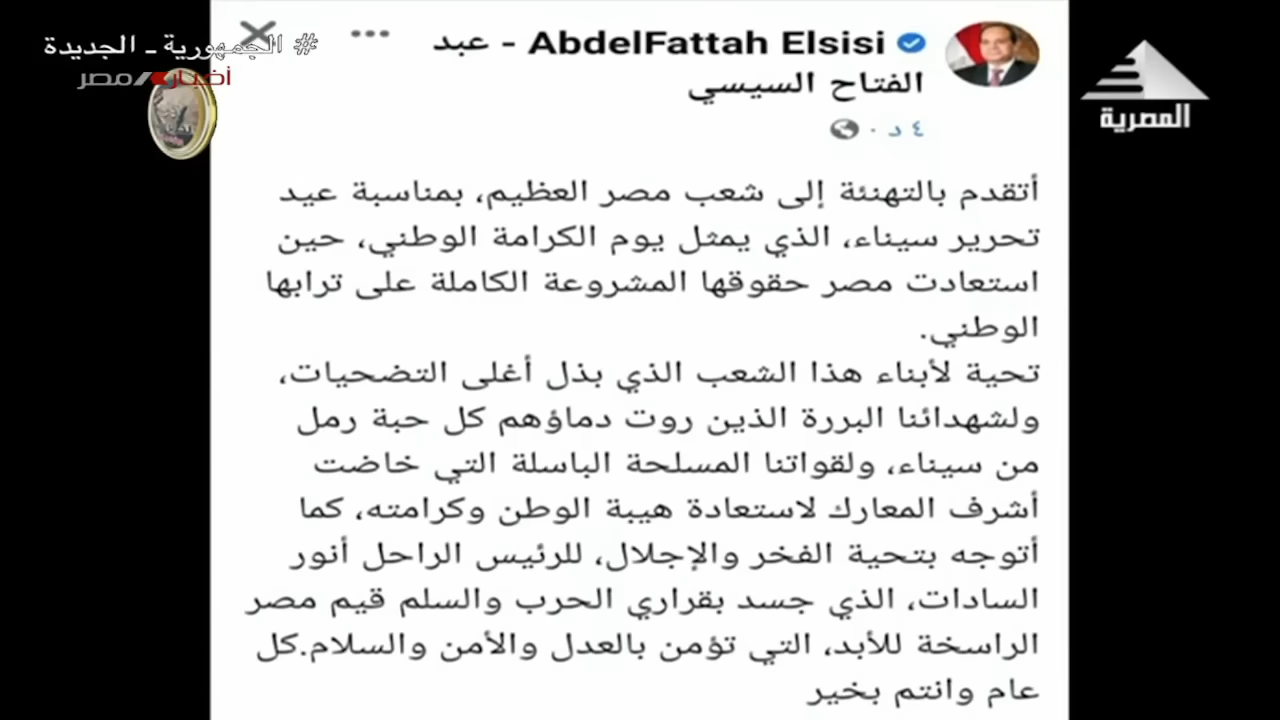 # الجمهورية - الجديدة
أخبار مصر
المصرية
AbdelFattah Elsisi - عبد
الفتاح السيسي
٤ د ·
أتقدم بالتهنئة إلى شعب مصر العظيم، بمناسبة عيد
تحرير سيناء، الذي يمثل يوم الكرامة الوطني، حين
استعادت مصر حقوقها المشروعة الكاملة على ترابها
الوطني.
تحية لأبناء هذا الشعب الذي بذل أغلى التضحيات،
ولشهدائنا البررة الذين روت دماؤهم كل حبة رمل
من سيناء، ولقواتنا المسلحة الباسلة التي خاضت
أشرف المعارك لاستعادة هيبة الوطن وكرامته، كما
أتوجه بتحية الفخر والإجلال، للرئيس الراحل أنور
السادات، الذي جسد بقراري الحرب والسلم قيم مصر
الراسخة للأبد، التي تؤمن بالعدل والأمن والسلام.كل
عام وانتم بخير